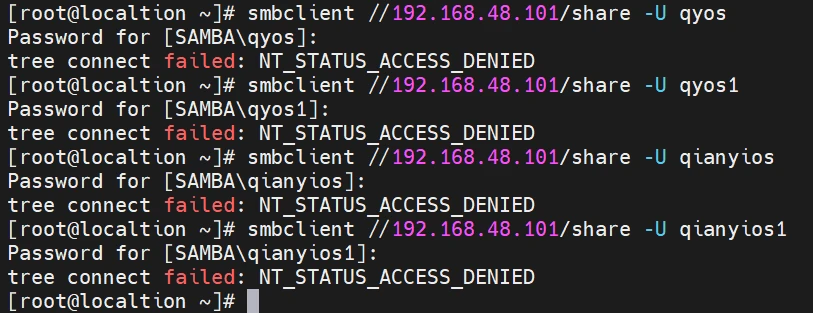 [root@localtion ~]# smbclient //192.168.48.101/share -U qyos
Password for [SAMBA\qyos]:
tree connect failed: NT_STATUS_ACCESS_DENIED
[root@localtion ~]# smbclient //192.168.48.101/share -U qyos1
Password for [SAMBA\qyos1]:
tree connect failed: NT_STATUS_ACCESS_DENIED
[root@localtion ~]# smbclient //192.168.48.101/share -U qianyios
Password for [SAMBA\qianyios]:
tree connect failed: NT_STATUS_ACCESS_DENIED
[root@localtion ~]# smbclient //192.168.48.101/share -U qianyios1
Password for [SAMBA\qianyios1]:
tree connect failed: NT_STATUS_ACCESS_DENIED
[root@localtion ~]#